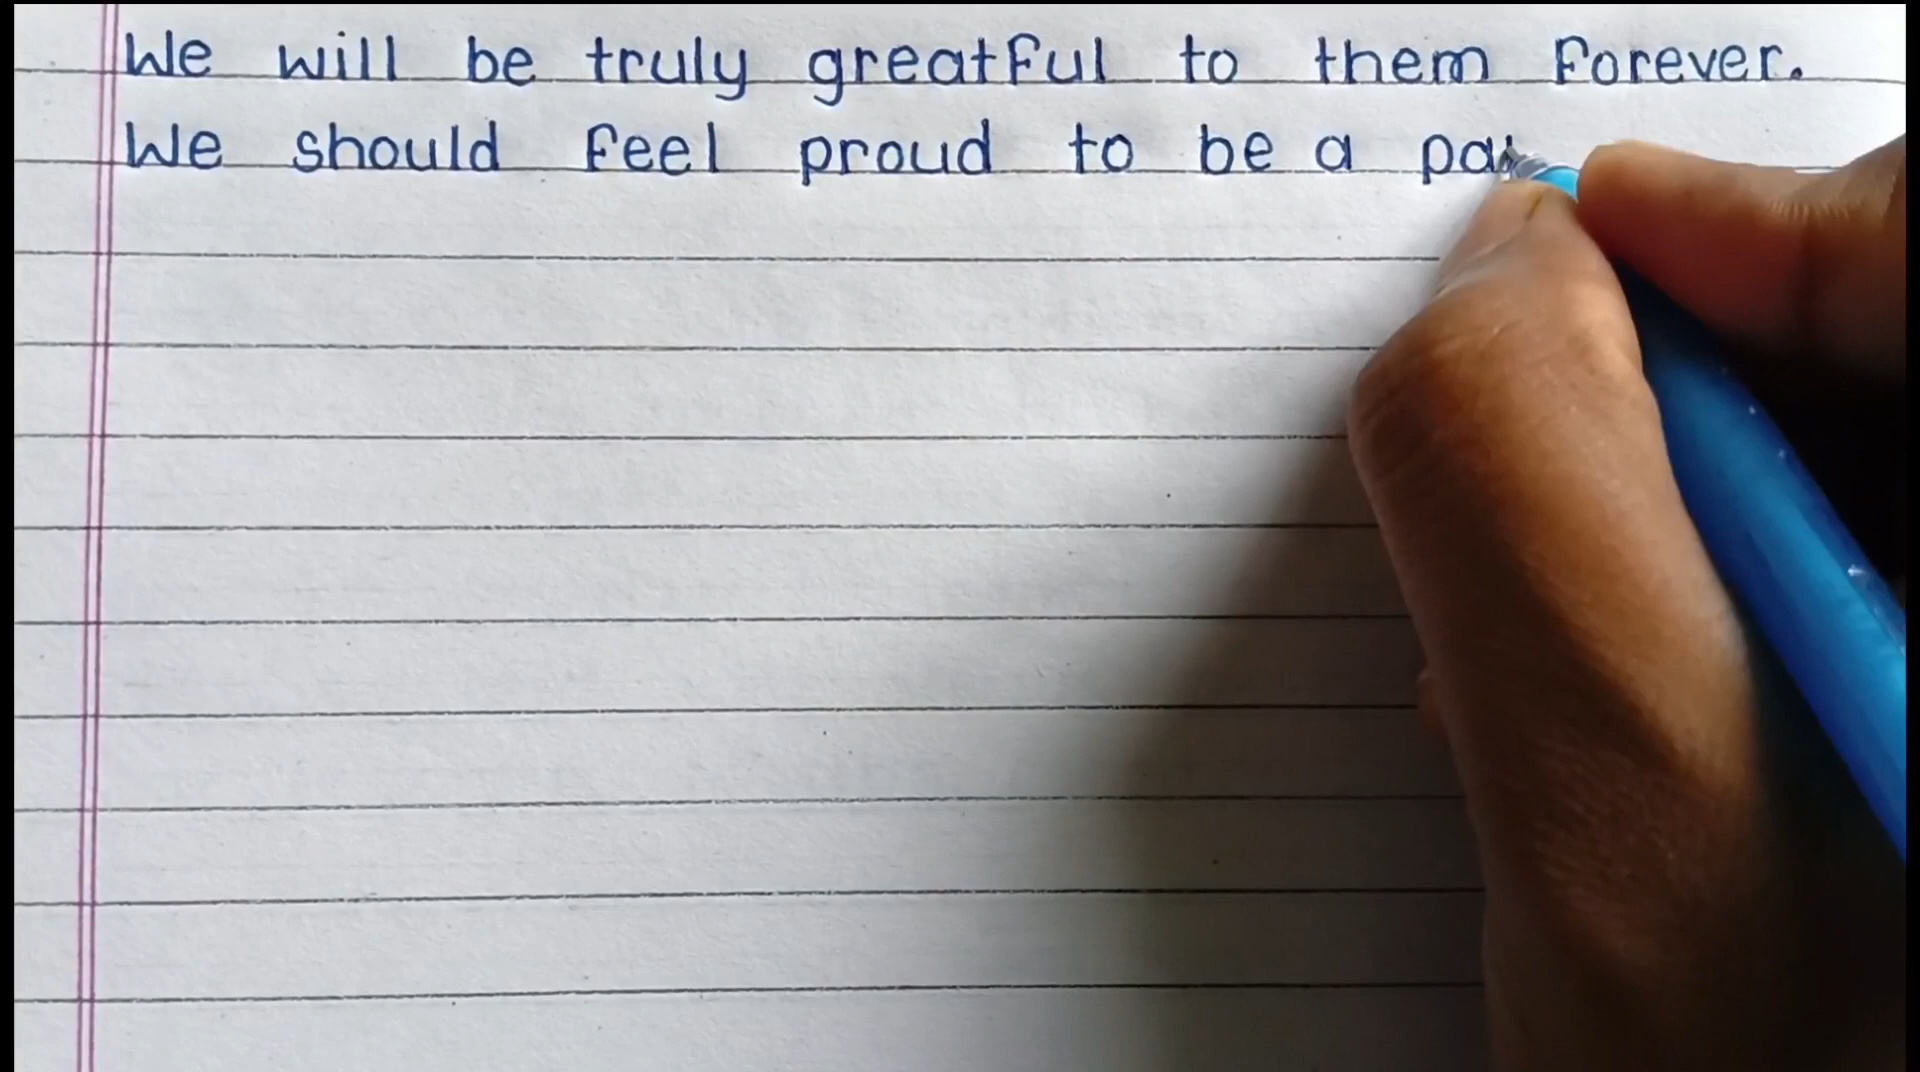 We will be truly greatful to them forever.
We should feel proud to be a